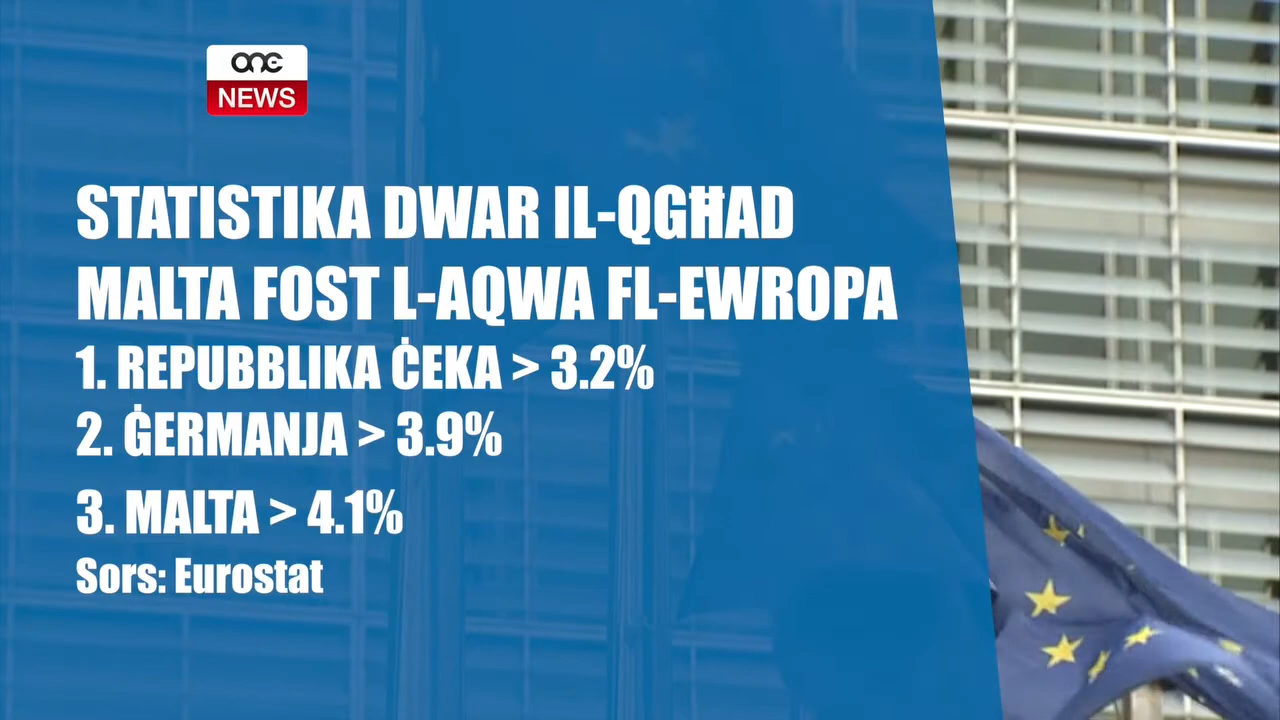 one
NEWS
STATISTIKA DWAR IL-QGĦAD
MALTA FOST L-AQWA FL-EWROPA
1. REPUBBLIKA ĊEKA > 3.2%
2. ĠERMANJA > 3.9%
3. MALTA > 4.1%
Sors: Eurostat